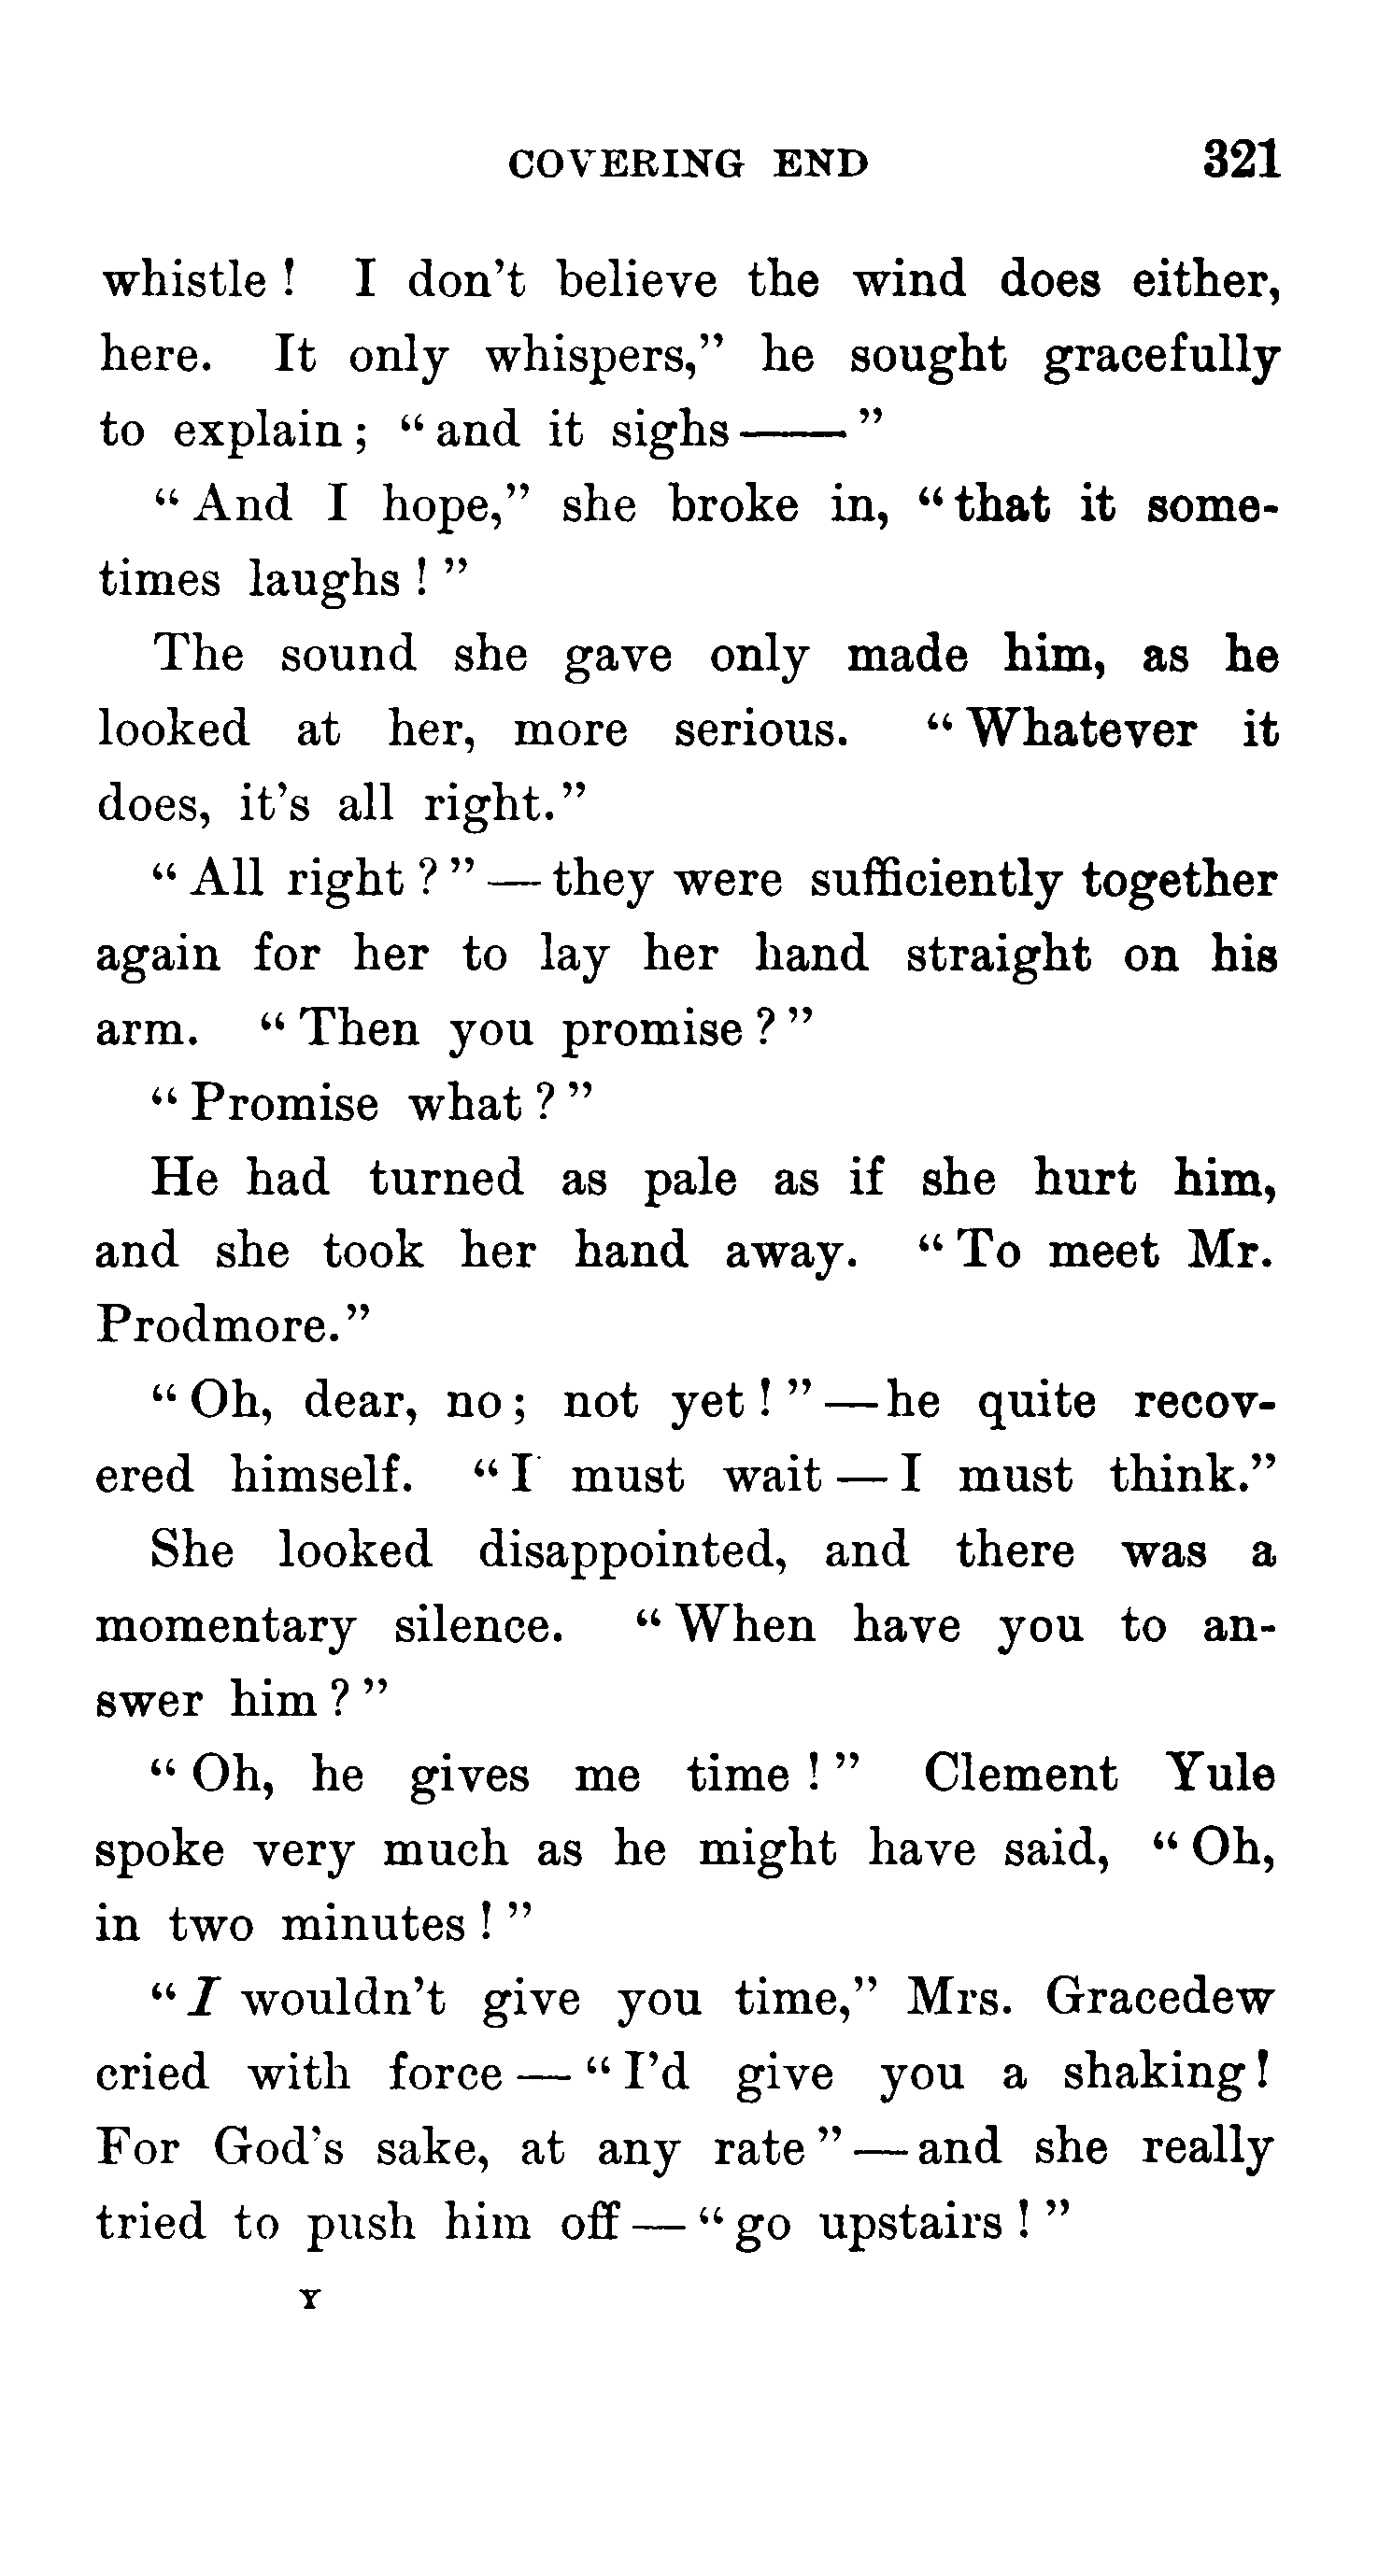 COVERING END 321
whistle! I don't believe the wind does either,
here. It only whispers,” he sought gracefully
to explain; “and it sighs——”
“And I hope,” she broke in, “that it some-
times laughs!”
The sound she gave only made him, as he
looked at her, more serious. “Whatever it
does, it's all right.”
“All right?”—they were sufficiently together
again for her to lay her hand straight on his
arm. “Then you promise?”
“Promise what?”
He had turned as pale as if she hurt him,
and she took her hand away. “To meet Mr.
Prodmore.”
“Oh, dear, no; not yet!”—he quite recov-
ered himself. “I must wait—I must think.”
She looked disappointed, and there was a
momentary silence. “When have you to an-
swer him?”
“Oh, he gives me time!” Clement Yule
spoke very much as he might have said, “Oh,
in two minutes!”
“I wouldn't give you time,” Mrs. Gracedew
cried with force—“I'd give you a shaking!
For God's sake, at any rate”—and she really
tried to push him off—“go upstairs!”
Y